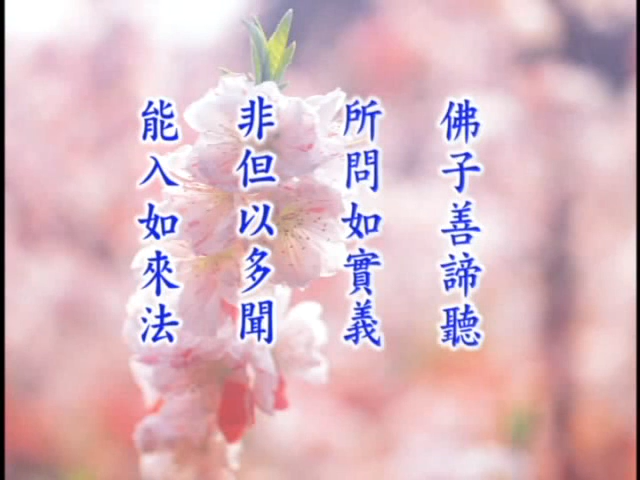 佛子善諦聽
所問如實義
非但以多聞
能入如來法